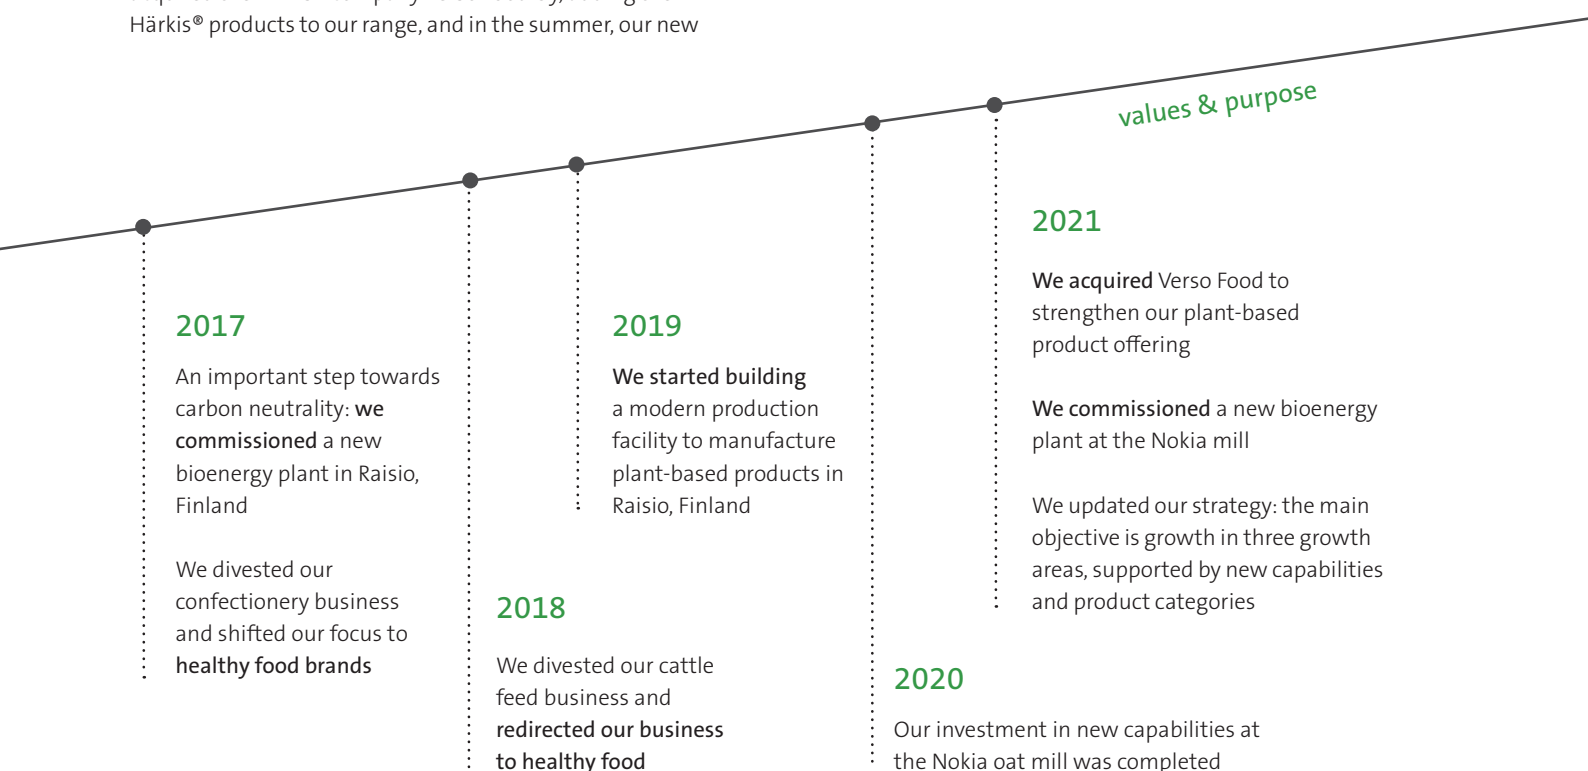 Härkis® products to our range, and in the summer, our new
values & purpose
2017
An important step towards
carbon neutrality: we
commissioned a new
bioenergy plant in Raisio,
Finland
We divested our
confectionery business
and shifted our focus to
healthy food brands
2018
We divested our cattle
feed business and
redirected our business
to healthy food
2019
We started building
a modern production
facility to manufacture
plant-based products in
Raisio, Finland
2020
Our investment in new capabilities at
the Nokia oat mill was completed
2021
We acquired Verso Food to
strengthen our plant-based
product offering
We commissioned a new bioenergy
plant at the Nokia mill
We updated our strategy: the main
objective is growth in three growth
areas, supported by new capabilities
and product categories